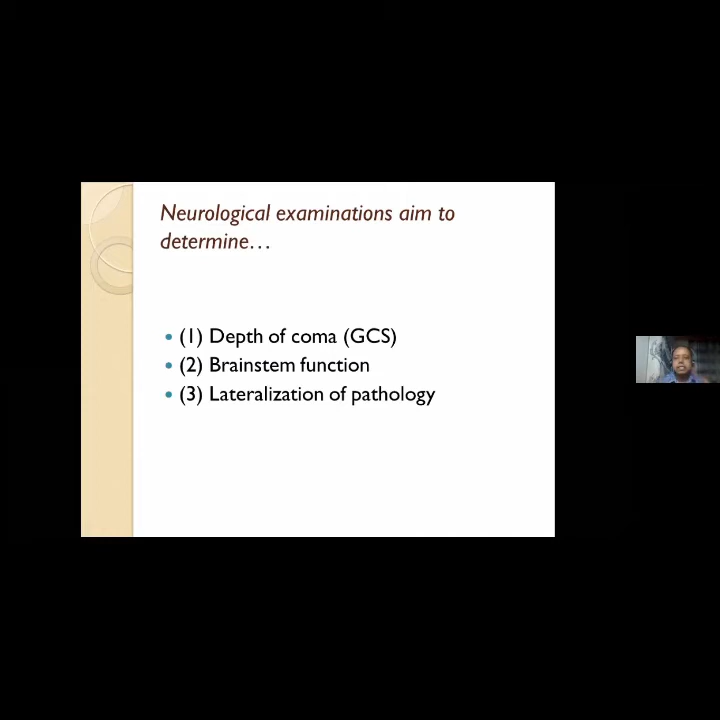 Neurological examinations aim to
determine…
• (1) Depth of coma (GCS)
• (2) Brainstem function
• (3) Lateralization of pathology